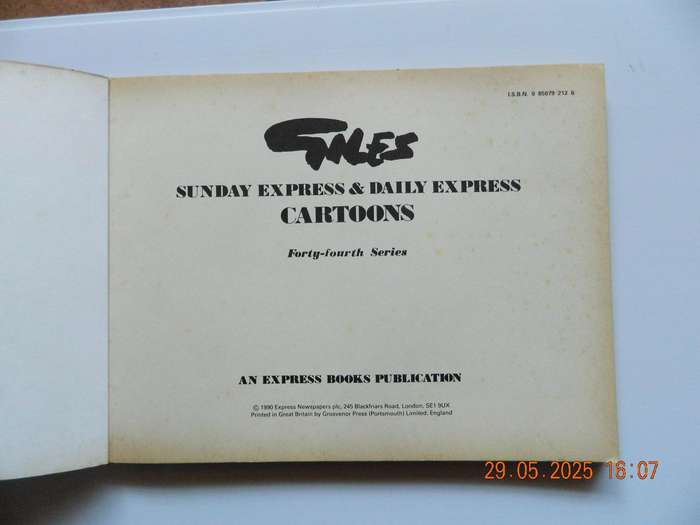 I.S.B.N. 0 85079 212 6
GILES
SUNDAY EXPRESS & DAILY EXPRESS
CARTOONS
Forty-fourth Series
AN EXPRESS BOOKS PUBLICATION
© 1990 Express Newspapers plc, 245 Blackfriars Road, London, SE1 9UX
Printed in Great Britain by Grosvenor Press (Portsmouth) Limited, England
29.05.2025 16:07